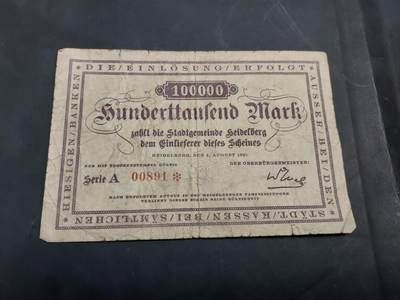 DIE/EINLÖSUNG/ERFOLGT
AUSSER/BEI/DEN
STÄDT/KASSEN/BEI/SÄMTLICHEN
HIESIGEN/BANKEN
100000
Hunderttausend Mark
zahlt die Stadtgemeinde Heidelberg
dem Einlieferer dieses Scheines
HEIDELBERG, DEN 1. AUGUST
DER OBERBÜRGERMEISTER:
Serie A 00891 *